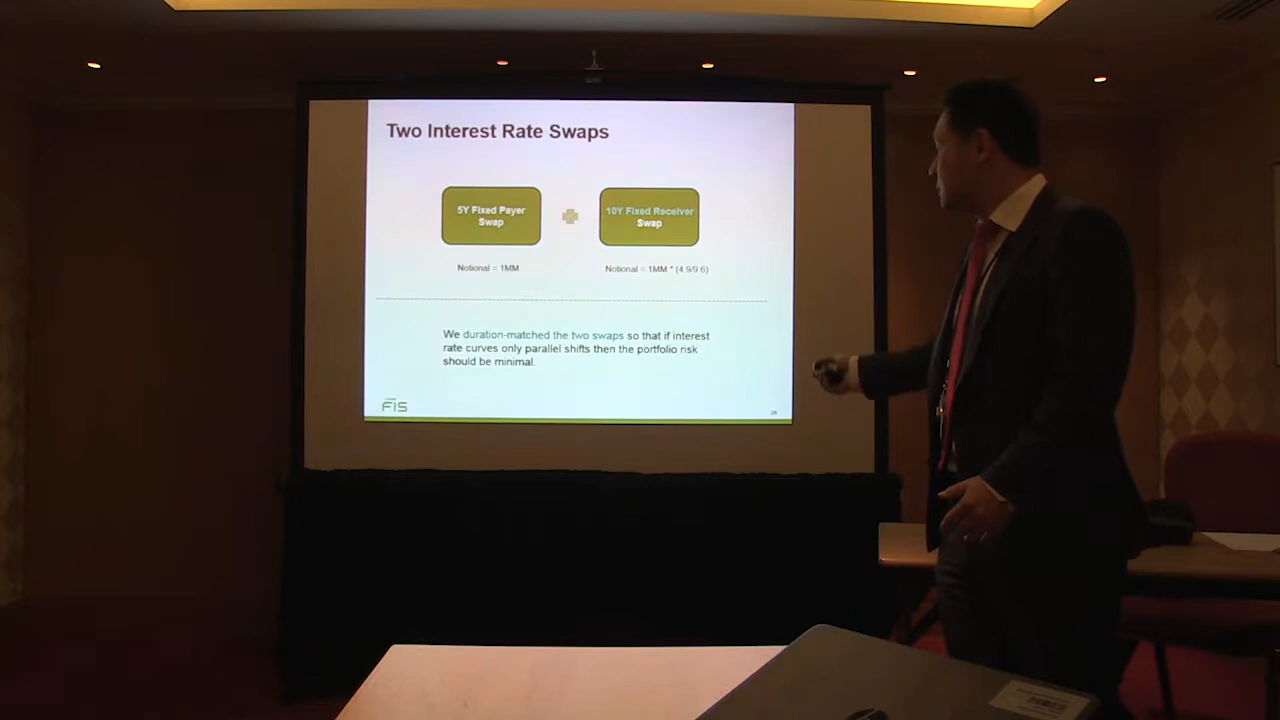 Two Interest Rate Swaps
5Y Fixed Payer
Swap
10Y Fixed Receiver
Swap
Notional = 1MM
Notional = 1MM * (4.9/9.6)
We duration-matched the two swaps so that if interest
rate curves only parallel shifts then the portfolio risk
should be minimal.
FIS